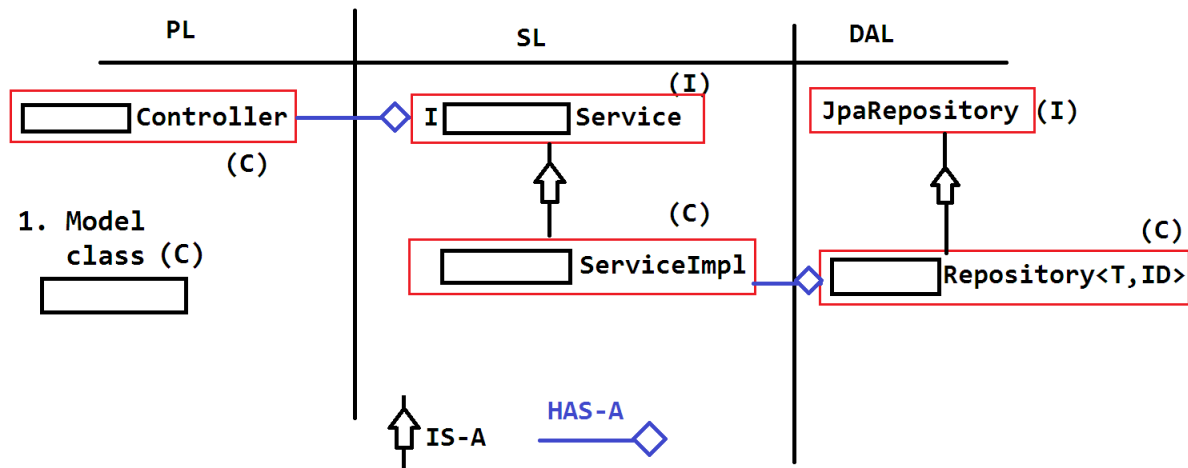 PL
SL
DAL
Controller
(C)
I Service
(I)
JpaRepository (I)
1. Model
class (C)
(C)
ServiceImpl
(C)
Repository<T,ID>
IS-A
HAS-A